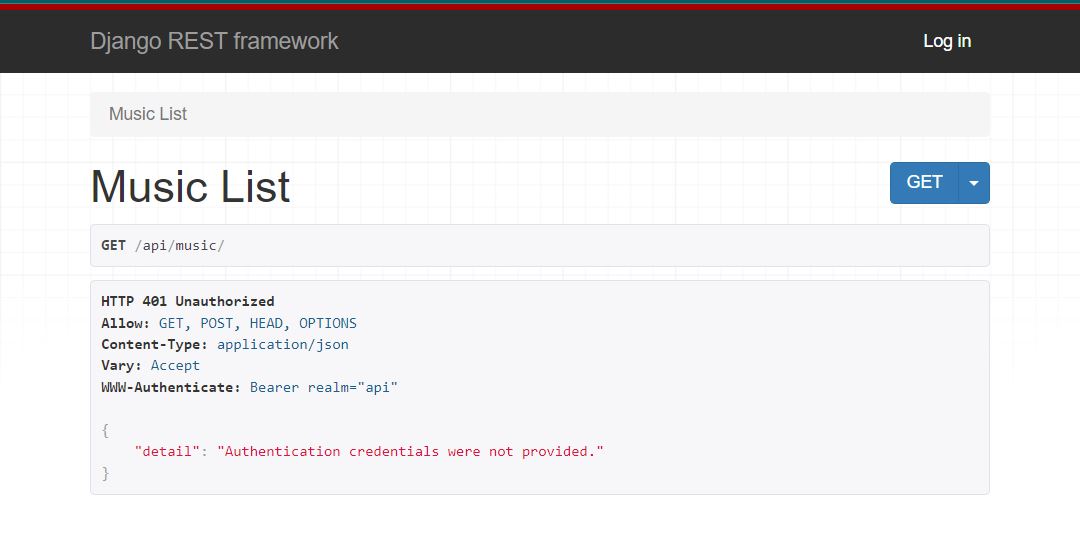 Django REST framework
Log in
Music List
Music List
GET
GET /api/music/
HTTP 401 Unauthorized
Allow: GET, POST, HEAD, OPTIONS
Content-Type: application/json
Vary: Accept
WWW-Authenticate: Bearer realm="api"
{
    "detail": "Authentication credentials were not provided."
}